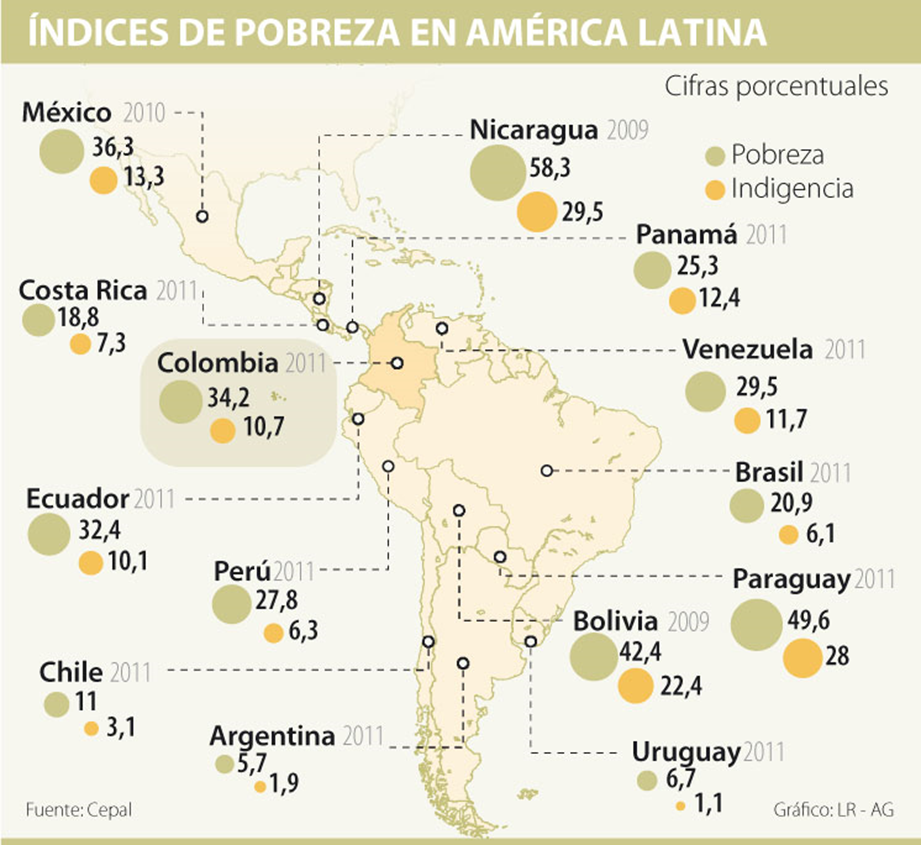 ÍNDICES DE POBREZA EN AMÉRICA LATINA
Cifras porcentuales
Pobreza
Indigencia
México 2010
36,3
13,3
Nicaragua 2009
58,3
29,5
Panamá 2011
25,3
12,4
Costa Rica 2011
18,8
7,3
Colombia 2011
34,2
10,7
Venezuela 2011
29,5
11,7
Brasil 2011
20,9
6,1
Ecuador 2011
32,4
10,1
Perú 2011
27,8
6,3
Paraguay 2011
49,6
28
Bolivia 2009
42,4
22,4
Chile 2011
11
3,1
Argentina 2011
5,7
1,9
Uruguay 2011
6,7
1,1
Fuente: Cepal
Gráfico: LR - AG